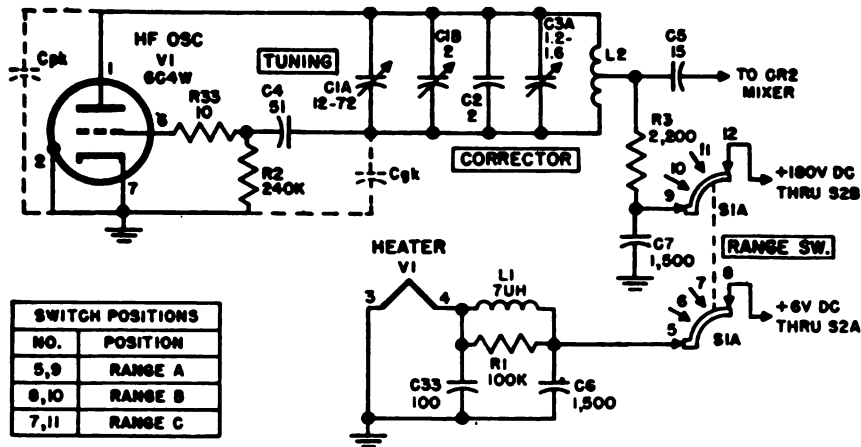 Cpk
HF OSC
V1
6C4W
1
2
6
7
R33
10
C4
51
R2
240K
TUNING
C1A
12-72
C1B
2
C2
2
C3A
1.2-
1.6
L2
C5
15
TO CR2
MIXER
CORRECTOR
Cgk
R3
2,200
12
11
10
9
S1A
+180V DC
THRU S2B
C7
1,500
RANGE SW.
HEATER
V1
3
4
L1
7UH
R1
100K
C33
100
C6
1,500
8
7
6
5
S1A
+6V DC
THRU S2A
SWITCH POSITIONS
NO. POSITION
5,9 RANGE A
6,10 RANGE B
7,11 RANGE C